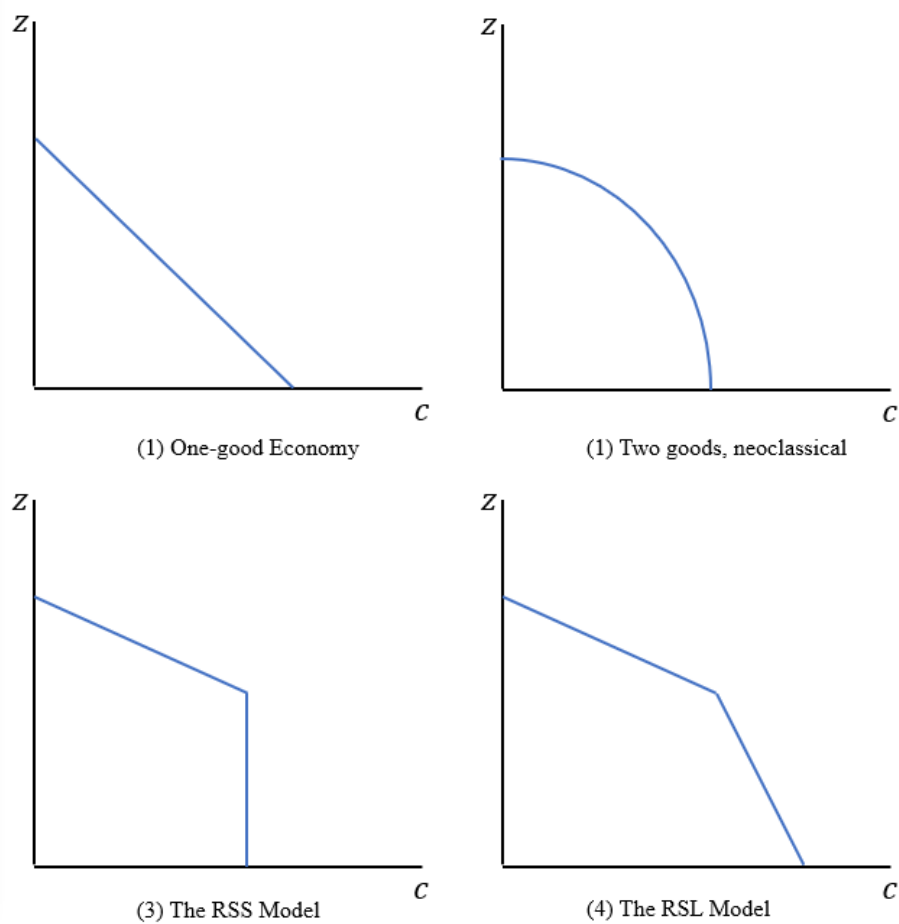 Z
Z
C
C
(1) One-good Economy
(1) Two goods, neoclassical
Z
Z
C
C
(3) The RSS Model
(4) The RSL Model